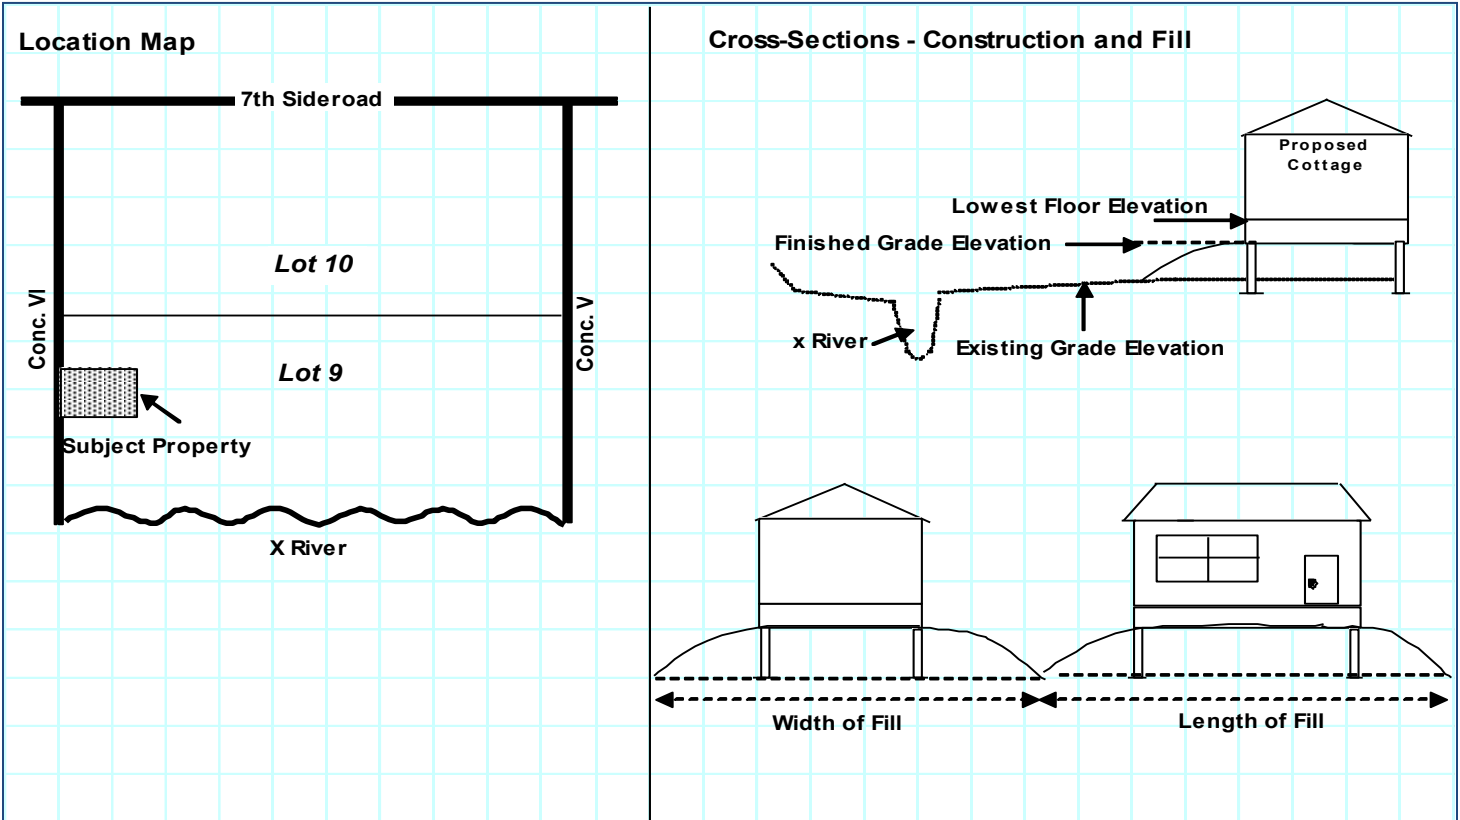 Location Map
7th Sideroad
Lot 10
Conc. VI
Conc. V
Lot 9
Subject Property
X River
Cross-Sections - Construction and Fill
Proposed
Cottage
Lowest Floor Elevation
Finished Grade Elevation
x River
Existing Grade Elevation
Width of Fill
Length of Fill